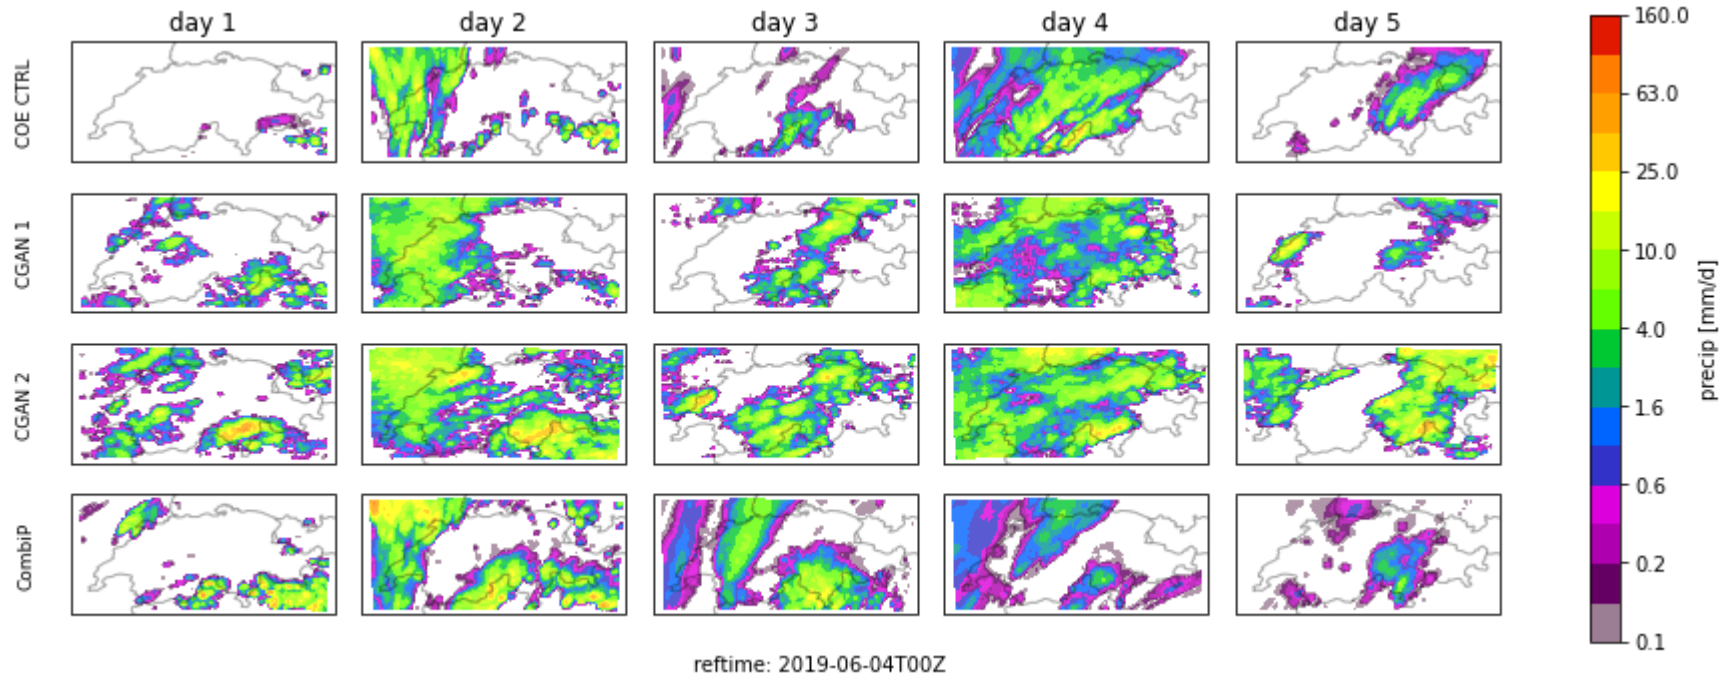 day 1 day 2 day 3 day 4 day 5
COE CTRL
CGAN 1
CGAN 2
CombiP
160.0
63.0
25.0
10.0
4.0
1.6
0.6
0.2
0.1
precip [mm/d]
reftime: 2019-06-04T00Z